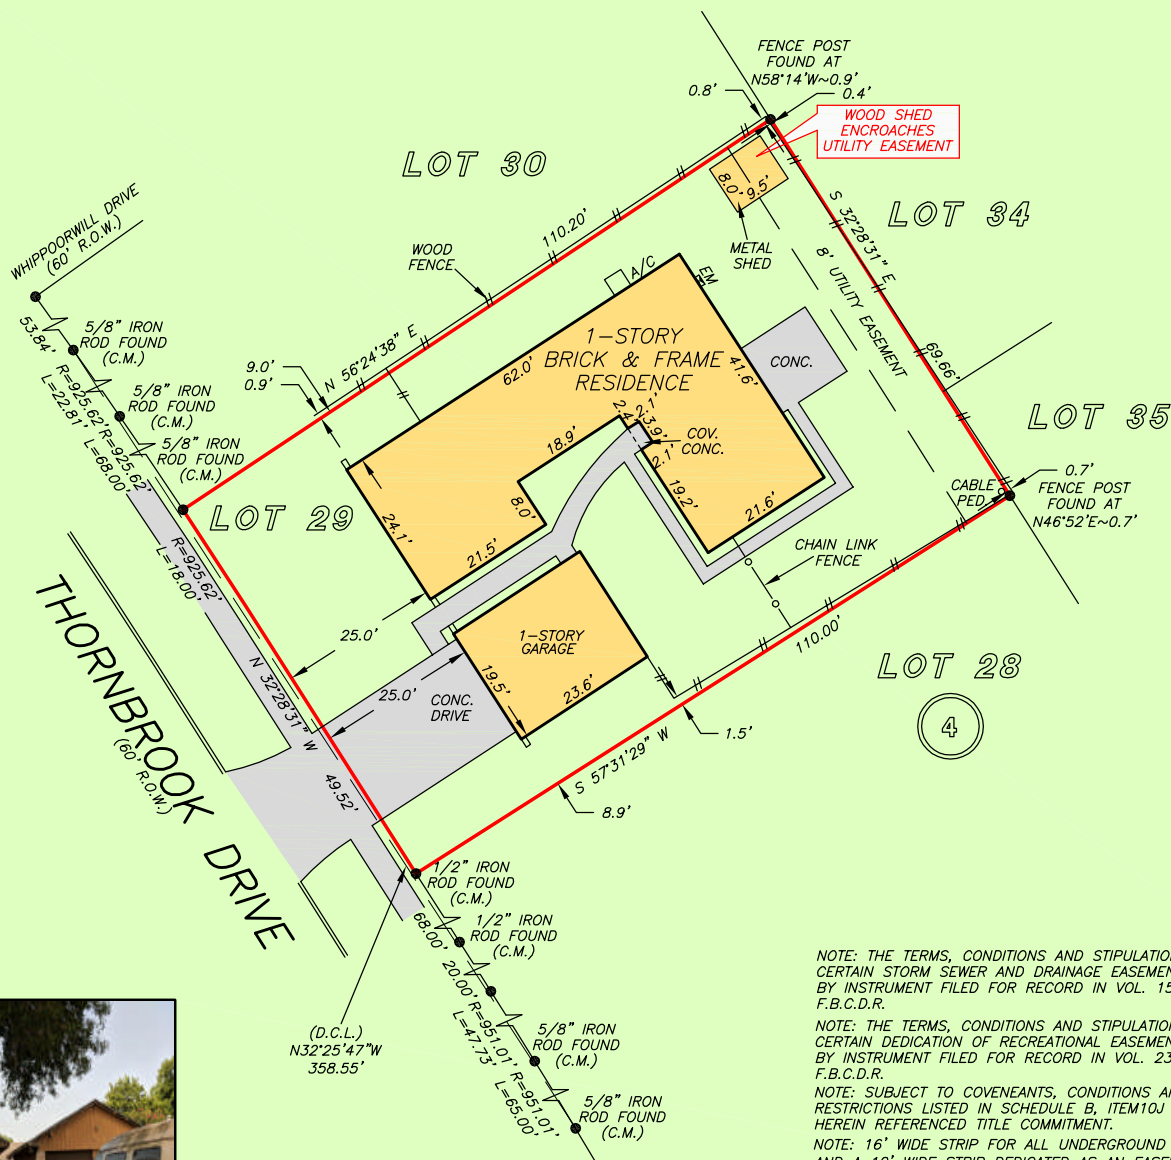 FENCE POST
FOUND AT
N58°14'W~0.9'
0.8'
0.4'
WOOD SHED
ENCROACHES
UTILITY EASEMENT
LOT 30
LOT 34
8.0'
9.5'
S 32°28'31" E
110.20'
WHIPPOORWILL DRIVE
(60' R.O.W.)
WOOD
FENCE
METAL
SHED
8' UTILITY EASEMENT
A/C
EM
53.84'
5/8" IRON
ROD FOUND
(C.M.)
1-STORY
BRICK & FRAME
RESIDENCE
N 56°24'38" E
9.0'
0.9'
62.0'
41.6'
CONC.
69.66'
R=925.62'
L=22.81'
5/8" IRON
ROD FOUND
(C.M.)
2.4'
2.1'
2.3'
3.9'
2.1'
COV.
CONC.
LOT 35
R=925.62'
L=68.00'
5/8" IRON
ROD FOUND
(C.M.)
18.9'
19.2'
21.6'
CABLE
PED.
0.7'
FENCE POST
FOUND AT
N46°52'E~0.7'
LOT 29
24.1'
8.0'
21.5'
CHAIN LINK
FENCE
R=925.62'
L=18.00'
THORNBROOK DRIVE
(60' R.O.W.)
25.0'
1-STORY
GARAGE
110.00'
N 32°28'31" W
25.0'
19.5'
23.6'
CONC.
DRIVE
LOT 28
4
1.5'
S 57°31'29" W
49.52'
8.9'
1/2" IRON
ROD FOUND
(C.M.)
68.00'
1/2" IRON
ROD FOUND
(C.M.)
20.00'
R=951.01'
L=47.73'
(D.C.L.)
N32°25'47"W
358.55'
5/8" IRON
ROD FOUND
(C.M.)
R=951.01'
L=65.00'
5/8" IRON
ROD FOUND
(C.M.)
NOTE: THE TERMS, CONDITIONS AND STIPULATION
CERTAIN STORM SEWER AND DRAINAGE EASEMEN
BY INSTRUMENT FILED FOR RECORD IN VOL. 15
F.B.C.D.R.
NOTE: THE TERMS, CONDITIONS AND STIPULATION
CERTAIN DEDICATION OF RECREATIONAL EASEMEN
BY INSTRUMENT FILED FOR RECORD IN VOL. 23
F.B.C.D.R.
NOTE: SUBJECT TO COVENEANTS, CONDITIONS A
RESTRICTIONS LISTED IN SCHEDULE B, ITEM10J
HEREIN REFERENCED TITLE COMMITMENT.
NOTE: 16' WIDE STRIP FOR ALL UNDERGROUND